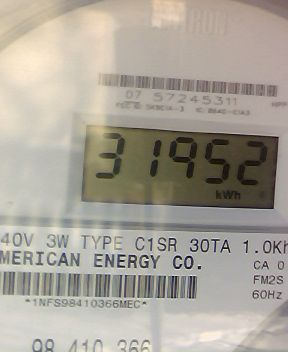 07 57245311
31952
kWh
40V 3W TYPE C1SR 30TA 1.0Kh
MERICAN ENERGY CO.
CA 0
FM2S
*1NFS98410366MEC*
60Hz
98 410 366